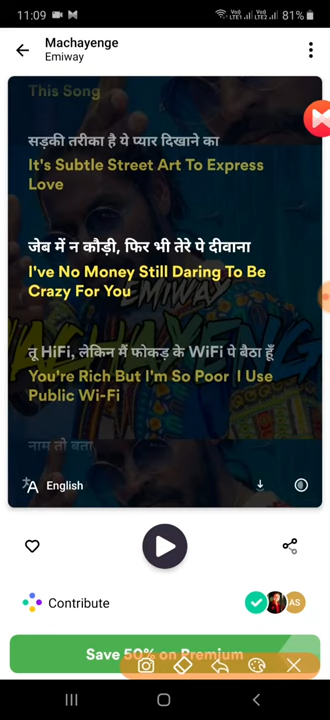 11:09
81%
Machayenge
Emiway
This Song
सड़की तरीका है ये प्यार दिखाने का
It's Subtle Street Art To Express
Love
जेब में न कौड़ी, फिर भी तेरे पे दीवाना
I've No Money Still Daring To Be
Crazy For You
तू HiFi, लेकिन मैं फोकड़ के WiFi पे बैठा हूँ
You're Rich But I'm So Poor I Use
Public Wi-Fi
नाम तो बता
English
Contribute
AS
Save 50% on Premium